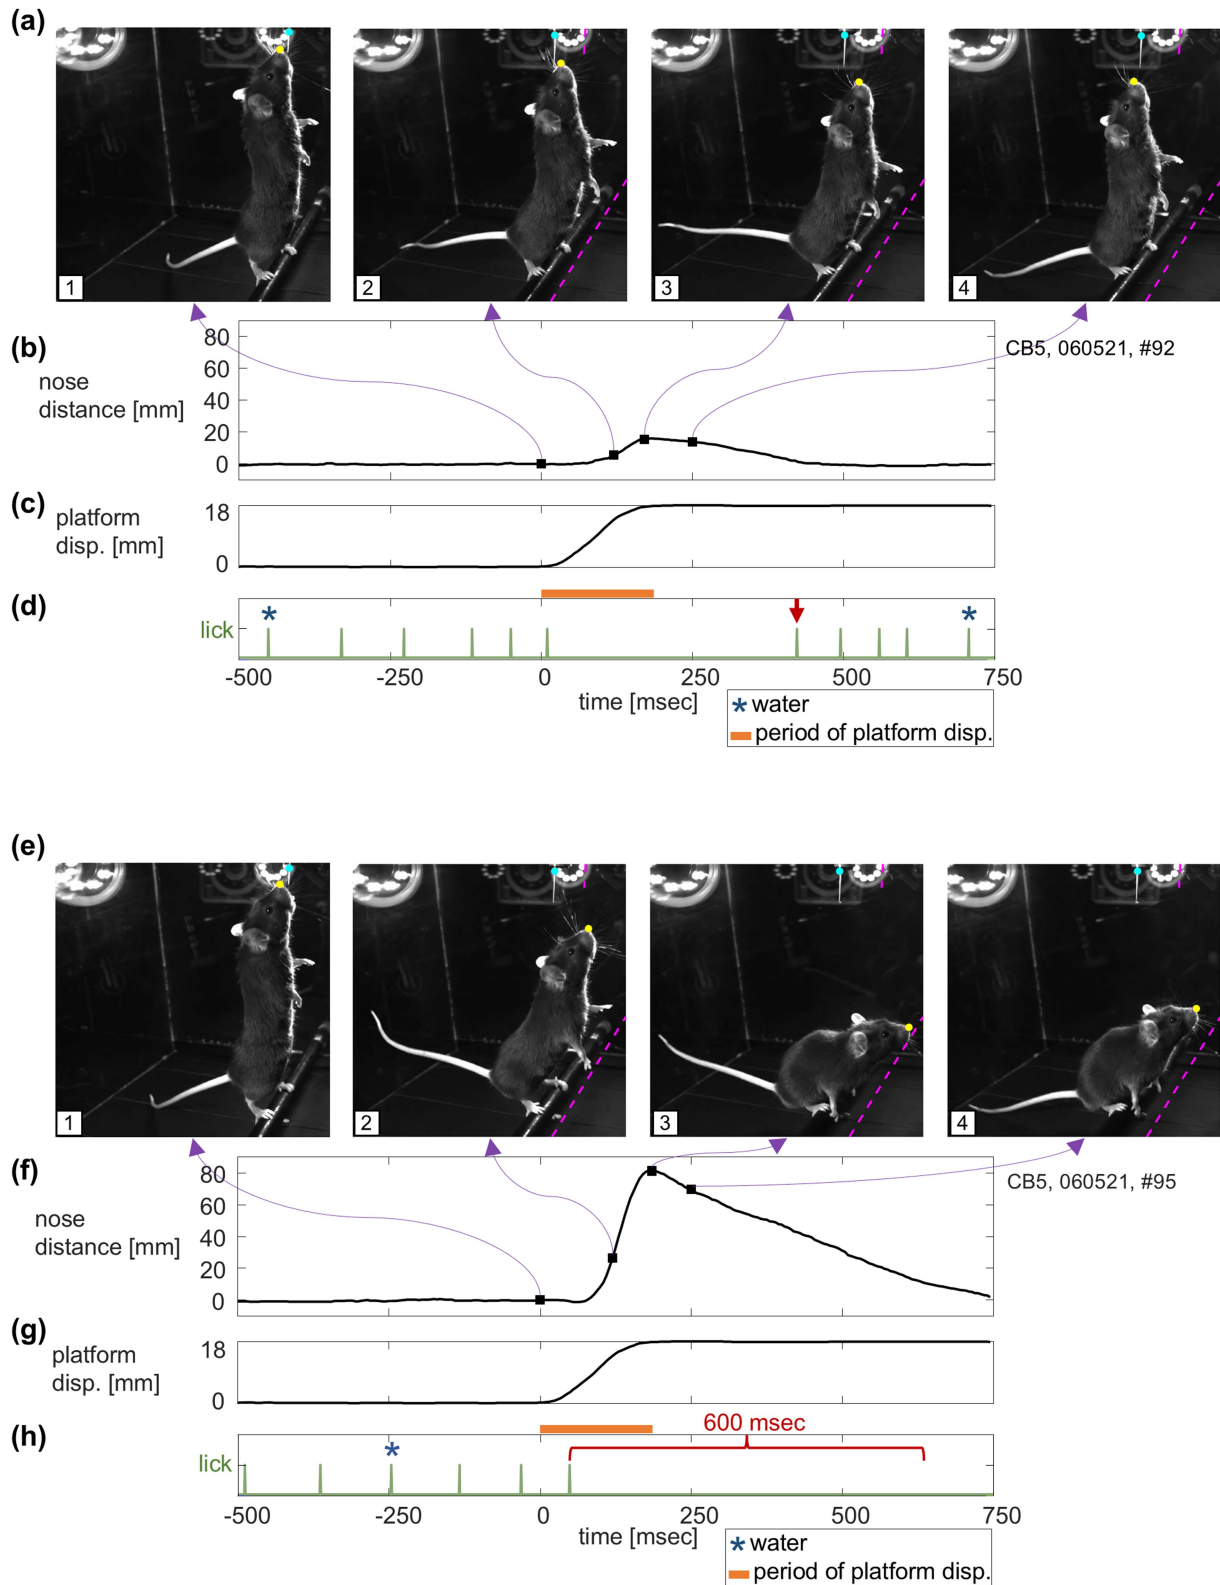 (a)
1
2
3
4
(b)
nose
distance [mm]
80
60
40
20
0
CB5, 060521, #92
(c)
platform
disp. [mm]
18
0
(d)
lick
*
*
-500
-250
0
250
500
750
time [msec]
* water
period of platform disp.
(e)
1
2
3
4
(f)
nose
distance [mm]
80
60
40
20
0
CB5, 060521, #95
(g)
platform
disp. [mm]
18
0
(h)
lick
*
600 msec
-500
-250
0
250
500
750
time [msec]
* water
period of platform disp.